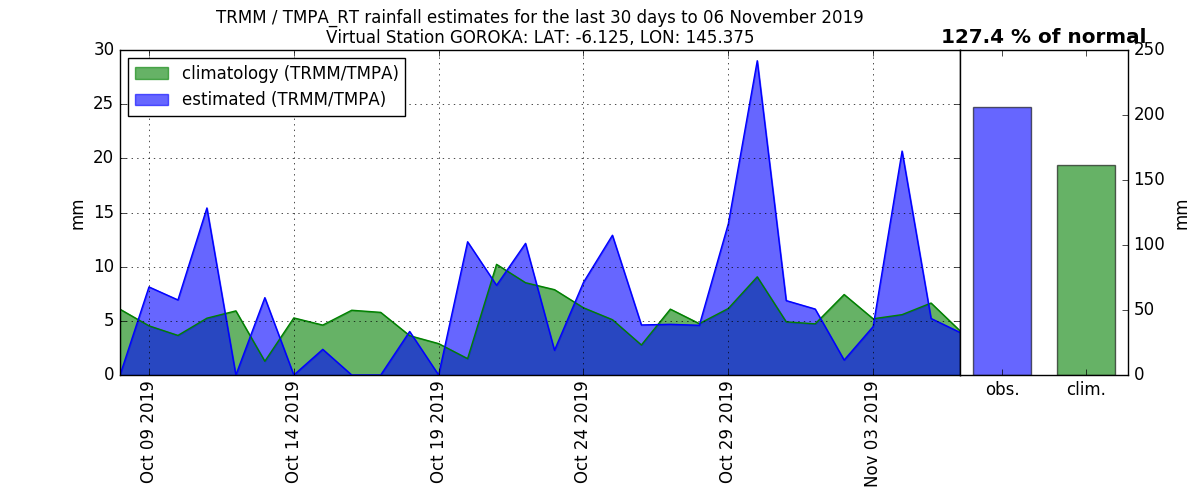 TRMM / TMPA_RT rainfall estimates for the last 30 days to 06 November 2019
Virtual Station GOROKA: LAT: -6.125, LON: 145.375
127.4 % of normal
climatology (TRMM/TMPA)
estimated (TRMM/TMPA)
30
25
20
15
10
5
0
mm
250
200
150
100
50
0
mm
Oct 09 2019
Oct 14 2019
Oct 19 2019
Oct 24 2019
Oct 29 2019
Nov 03 2019
obs.
clim.